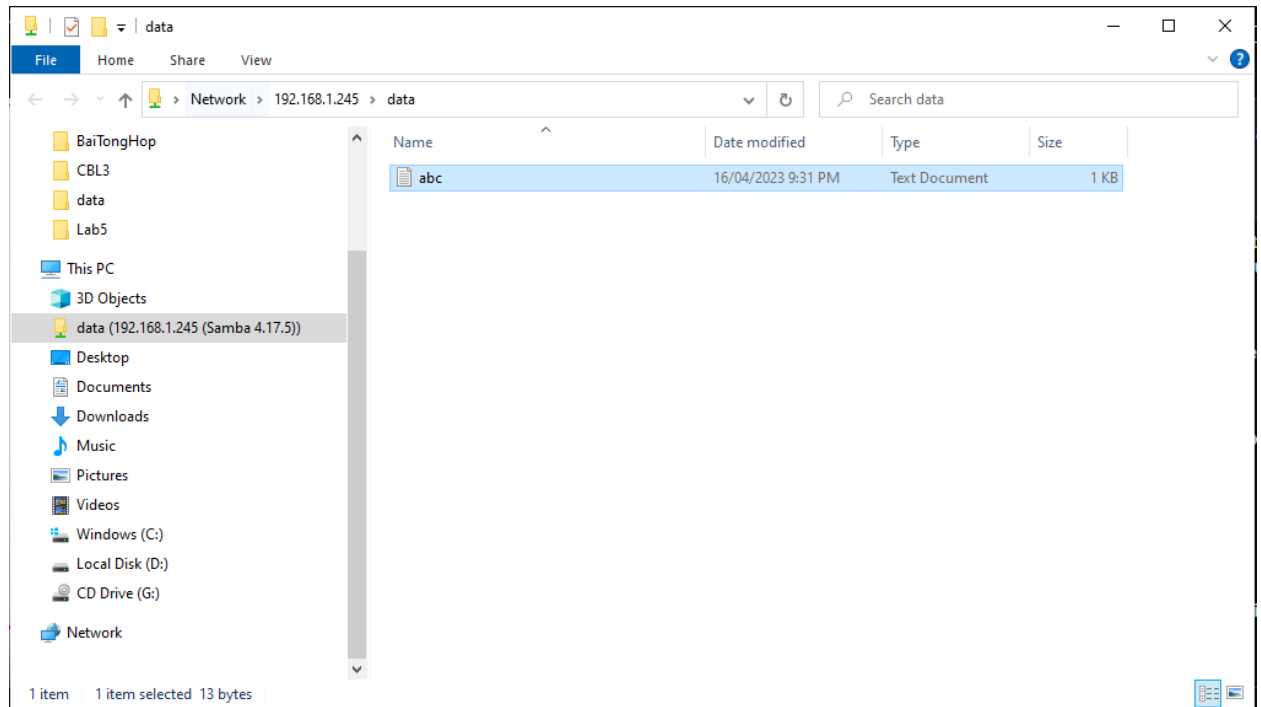 data
File Home Share View
Network 192.168.1.245 data
Search data
BaiTongHop
CBL3
data
Lab5
This PC
3D Objects
data (192.168.1.245 (Samba 4.17.5))
Desktop
Documents
Downloads
Music
Pictures
Videos
Windows (C:)
Local Disk (D:)
CD Drive (G:)
Network
Name Date modified Type Size
abc 16/04/2023 9:31 PM Text Document 1 KB
1 item 1 item selected 13 bytes